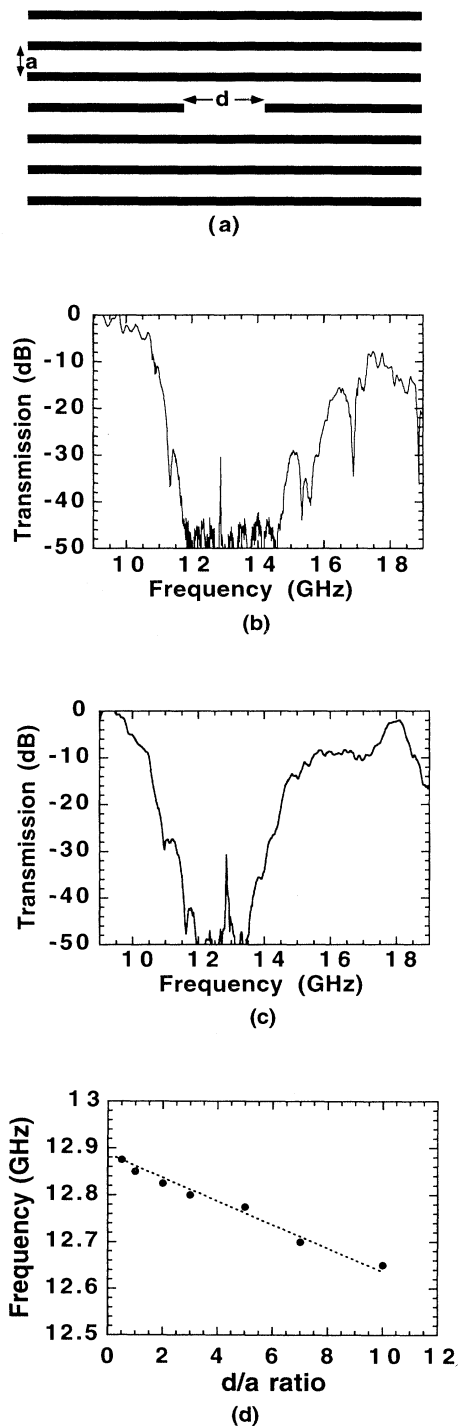 a
d
(a)
0
-10
-20
-30
-40
-50
Transmission (dB)
10 12 14 16 18
Frequency (GHz)
(b)
0
-10
-20
-30
-40
-50
Transmission (dB)
10 12 14 16 18
Frequency (GHz)
(c)
13
12.9
12.8
12.7
12.6
12.5
Frequency (GHz)
0 2 4 6 8 10 12
d/a ratio
(d)